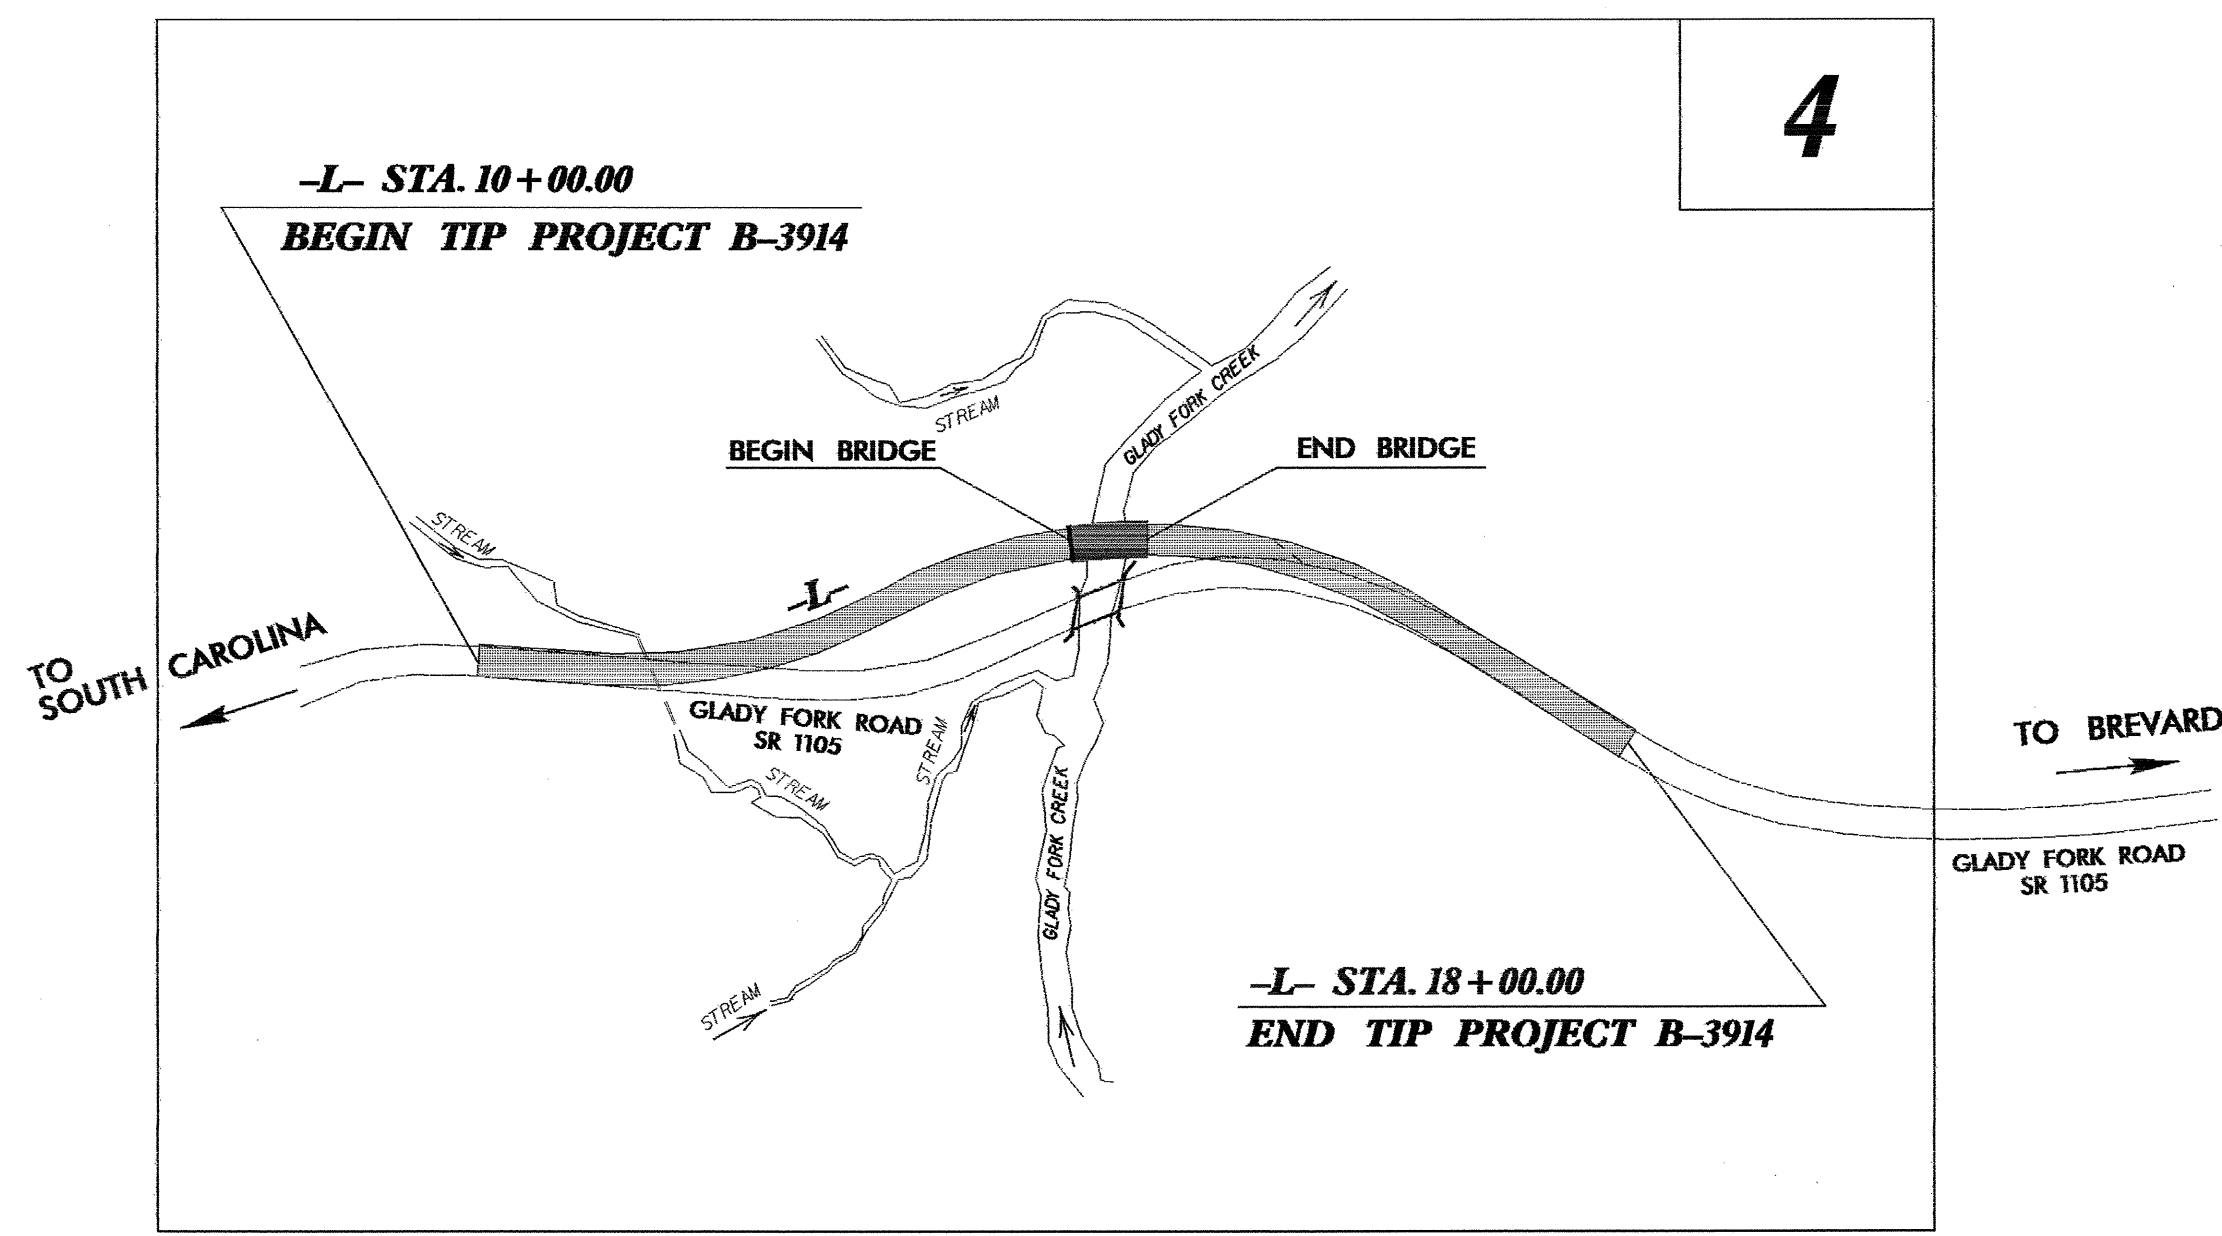 4
–L– STA. 10+00.00
BEGIN TIP PROJECT B–3914
STREAM
GLADY FORK CREEK
BEGIN BRIDGE
END BRIDGE
STREAM
–L–
TO
SOUTH CAROLINA
GLADY FORK ROAD
SR 1105
STREAM
STREAM
TO BREVARD
GLADY FORK CREEK
GLADY FORK ROAD
SR 1105
STREAM
–L– STA. 18+00.00
END TIP PROJECT B–3914